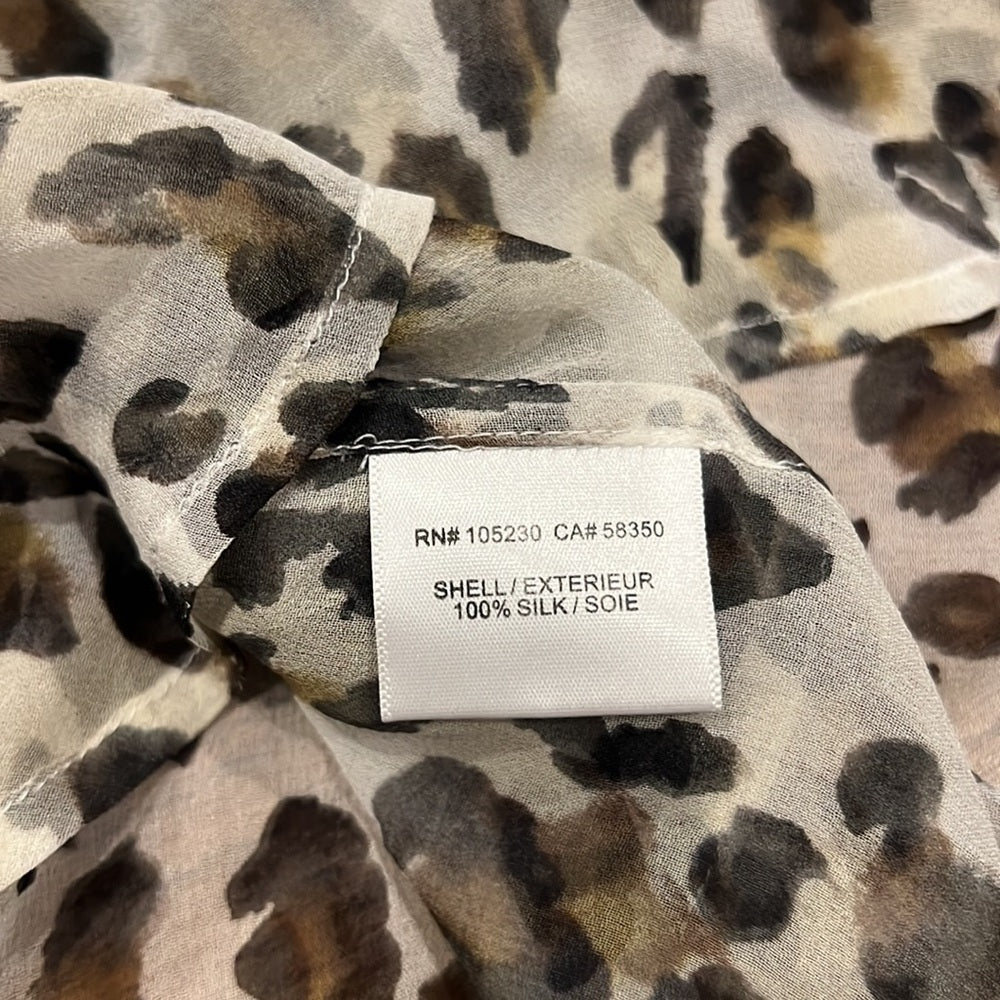 RN# 105230 CA# 58350
SHELL / EXTERIEUR
100% SILK / SOIE